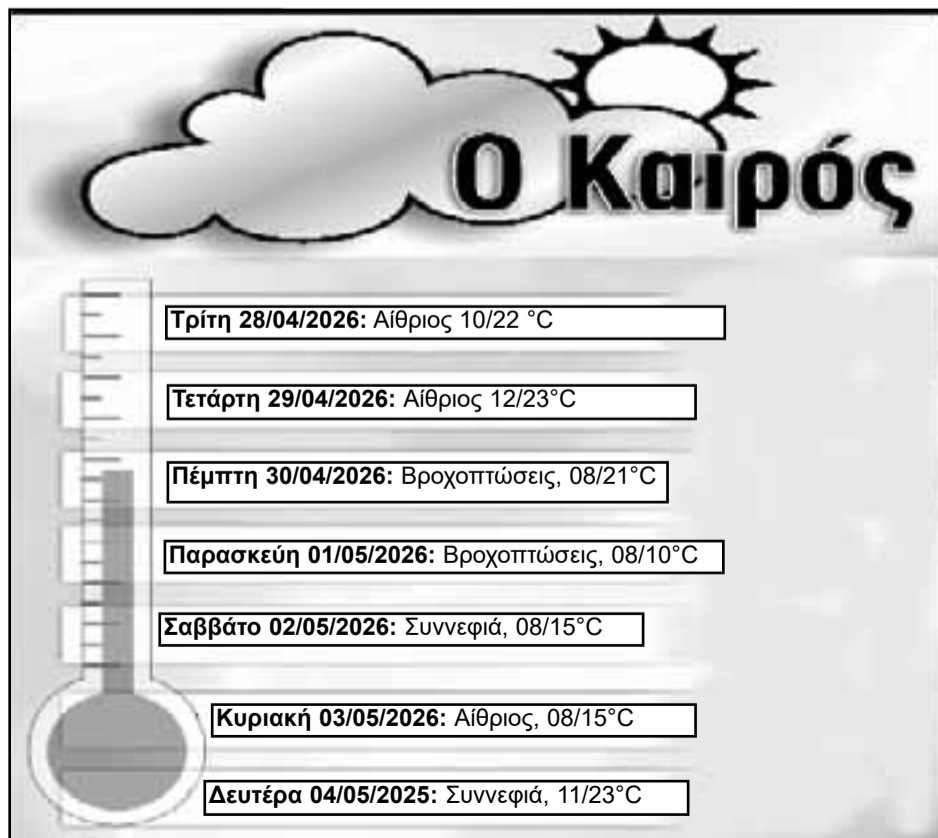 Ο Καιρός
Τρίτη 28/04/2026: Αίθριος 10/22 °C
Τετάρτη 29/04/2026: Αίθριος 12/23°C
Πέμπτη 30/04/2026: Βροχοπτώσεις, 08/21°C
Παρασκεύη 01/05/2026: Βροχοπτώσεις, 08/10°C
Σαββάτο 02/05/2026: Συννεφιά, 08/15°C
Κυριακή 03/05/2026: Αίθριος, 08/15°C
Δευτέρα 04/05/2025: Συννεφιά, 11/23°C